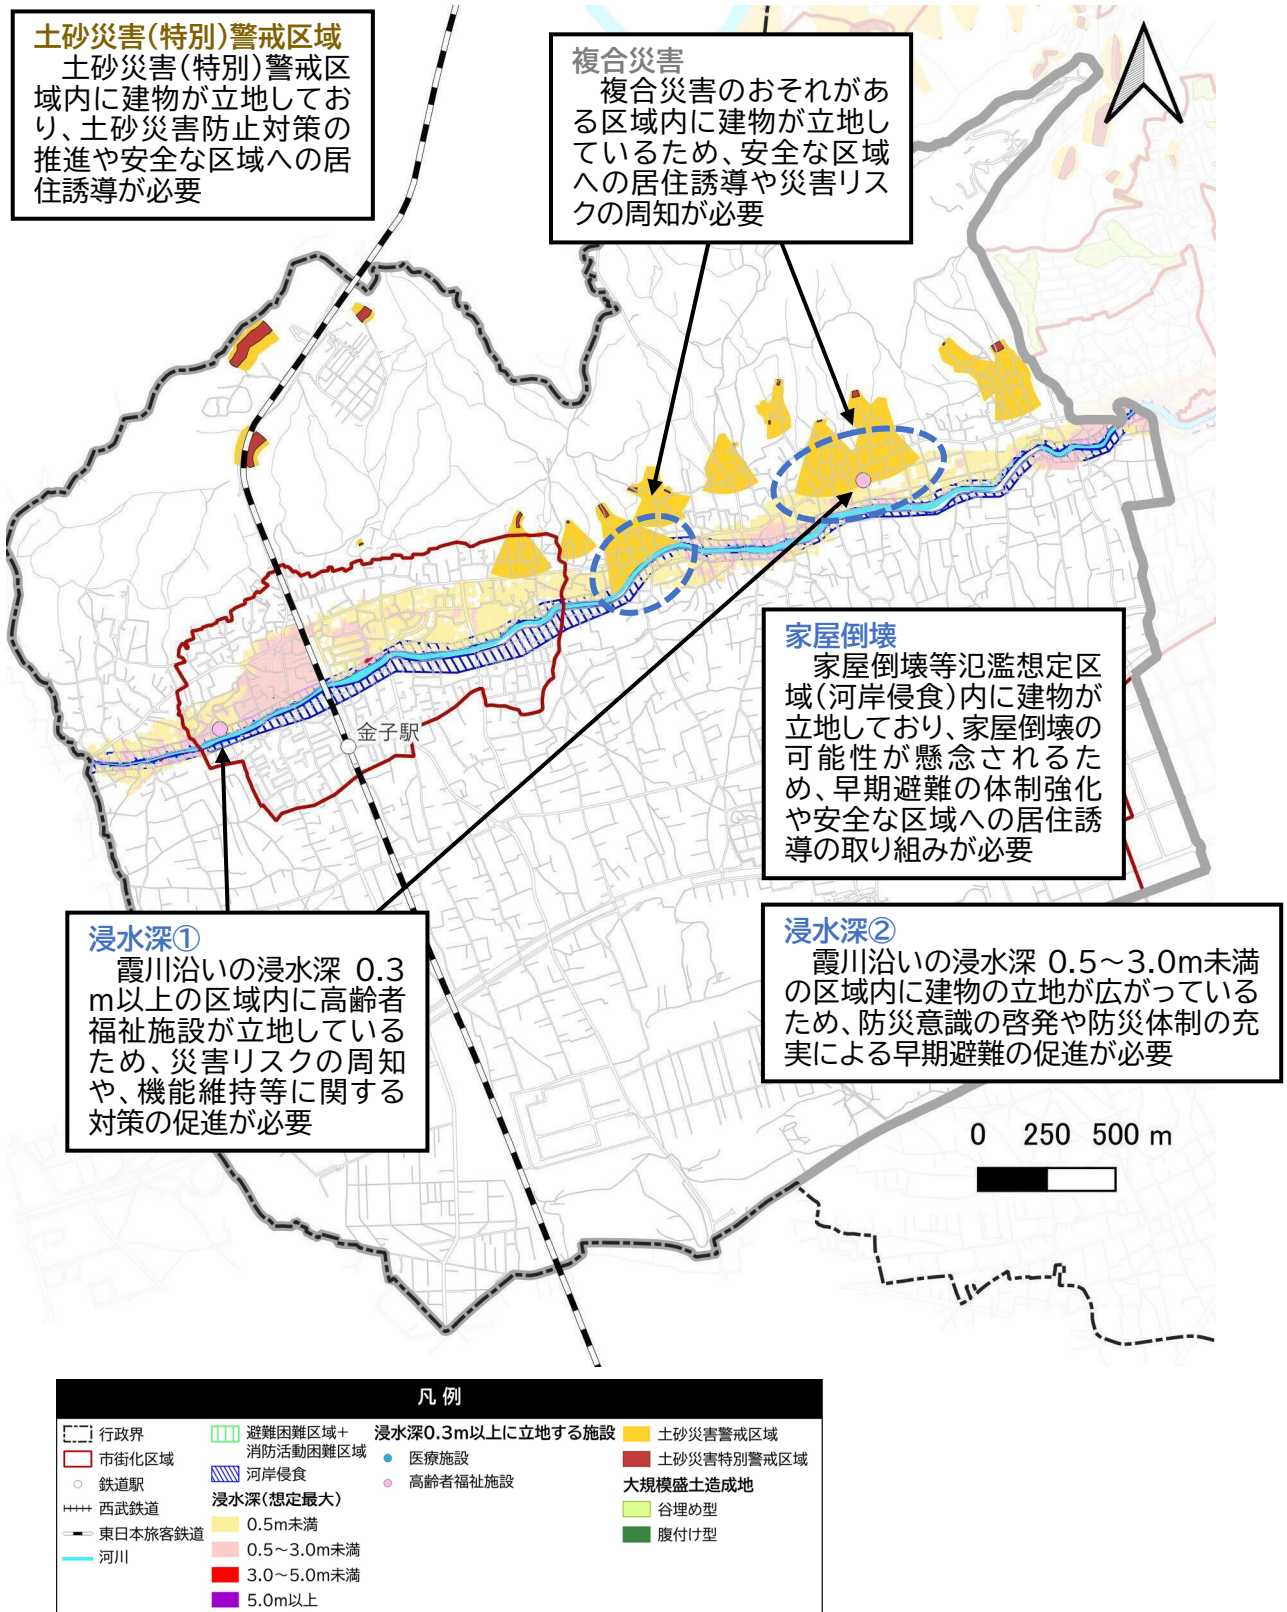 土砂災害(特別)警戒区域
土砂災害(特別)警戒区
域内に建物が立地してお
り、土砂災害防止対策の
推進や安全な区域への居
住誘導が必要
複合災害
複合災害のおそれがあ
る区域内に建物が立地し
ているため、安全な区域
への居住誘導や災害リス
クの周知が必要
金子駅
家屋倒壊
家屋倒壊等氾濫想定区
域(河岸侵食)内に建物が
立地しており、家屋倒壊の
可能性が懸念されるた
め、早期避難の体制強化
や安全な区域への居住誘
導の取り組みが必要
浸水深①
霞川沿いの浸水深 0.3
m以上の区域内に高齢者
福祉施設が立地している
ため、災害リスクの周知
や、機能維持等に関する
対策の促進が必要
浸水深②
霞川沿いの浸水深 0.5～3.0m未満
の区域内に建物の立地が広がっている
ため、防災意識の啓発や防災体制の充
実による早期避難の促進が必要
0 250 500 m
凡例
行政界
市街化区域
鉄道駅
西武鉄道
東日本旅客鉄道
河川
避難困難区域+
消防活動困難区域
河岸侵食
浸水深(想定最大)
0.5m未満
0.5～3.0m未満
3.0～5.0m未満
5.0m以上
浸水深0.3m以上に立地する施設
医療施設
高齢者福祉施設
土砂災害警戒区域
土砂災害特別警戒区域
大規模盛土造成地
谷埋め型
腹付け型